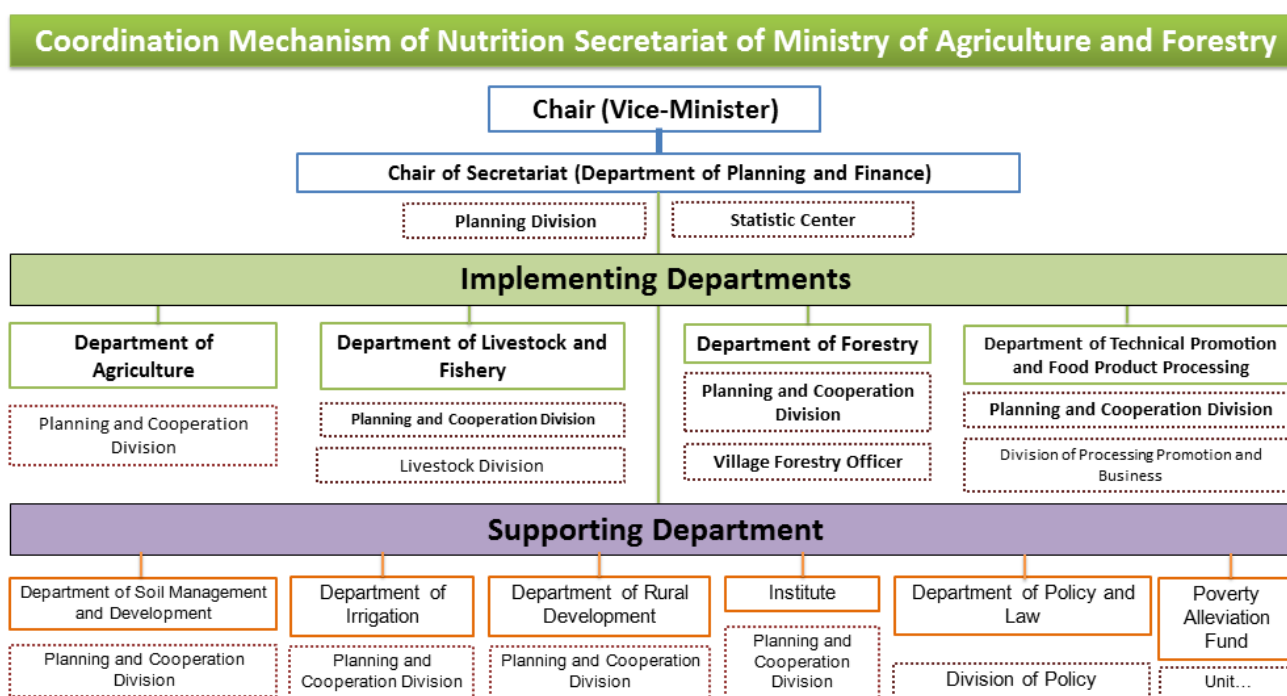 Coordination Mechanism of Nutrition Secretariat of Ministry of Agriculture and Forestry
Chair (Vice-Minister)
Chair of Secretariat (Department of Planning and Finance)
Planning Division
Statistic Center
Implementing Departments
Department of
Agriculture
Planning and Cooperation
Division
Department of Livestock and
Fishery
Planning and Cooperation Division
Livestock Division
Department of Forestry
Planning and Cooperation
Division
Village Forestry Officer
Department of Technical Promotion
and Food Product Processing
Planning and Cooperation Division
Division of Processing Promotion and
Business
Supporting Department
Department of Soil Management
and Development
Planning and Cooperation
Division
Department of
Irrigation
Planning and
Cooperation Division
Department of Rural
Development
Planning and Cooperation
Division
Institute
Planning and
Cooperation
Division
Department of Policy and
Law
Division of Policy
Poverty
Alleviation
Fund
Unit...